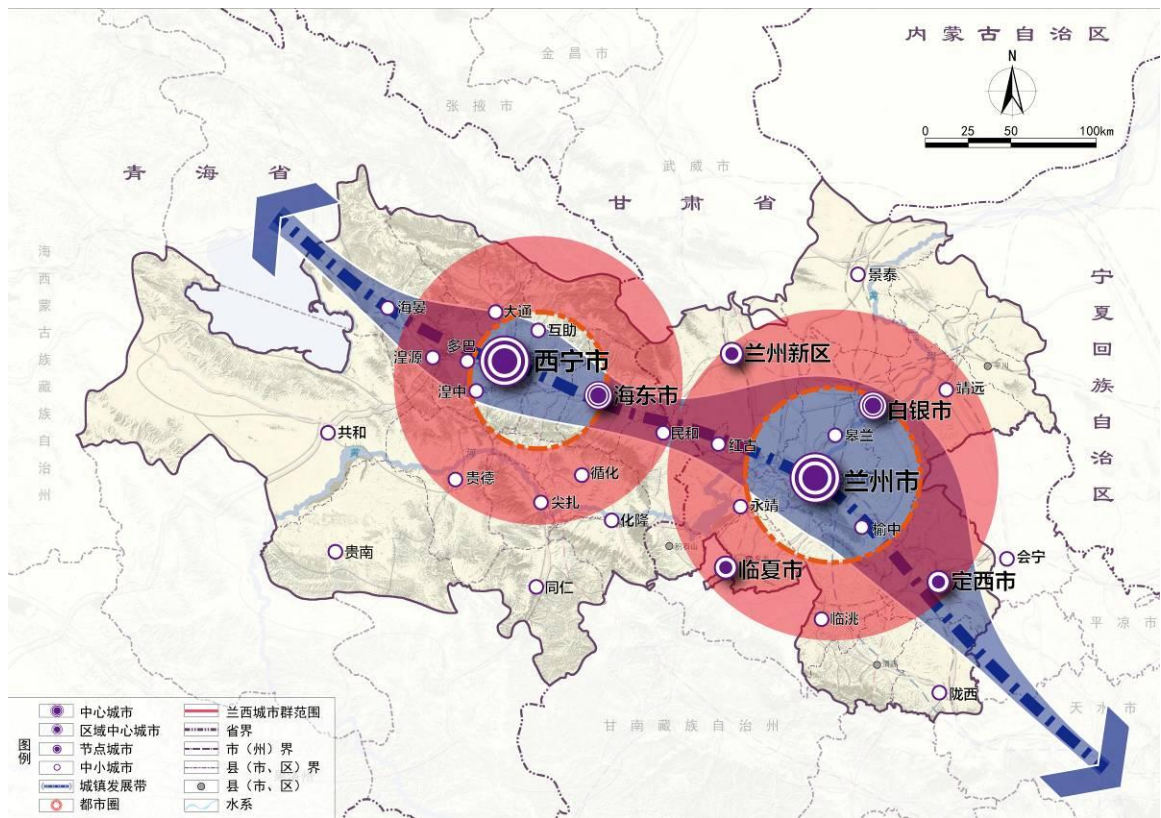 内蒙古自治区
金昌市
N
张掖市
0 25 50 100km
青海省
武威市
甘肃省
海西蒙古族藏族自治州
宁夏回族自治区
景泰
海晏
大通
互助
兰州新区
湟源
多巴
西宁市
靖远
湟中
海东市
白银市
共和
民和
红古
皋兰
黄
河
贵德
循化
兰州市
尖扎
永靖
化隆
榆中
积石山
贵南
临夏市
会宁
定西市
同仁
临洮
平凉市
渭源
陇西
甘南藏族自治州
天水市
图例
中心城市
兰西城市群范围
区域中心城市
省界
节点城市
市（州）界
中小城市
县（市、区）界
城镇发展带
县（市、区）
都市圈
水系